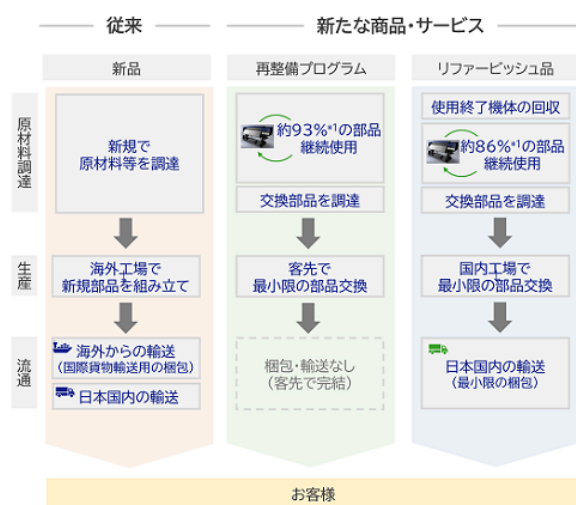 従来
新たな商品・サービス
新品
再整備プログラム
リファービッシュ品
原材料調達
新規で
原材料等を調達
約93%*1の部品
継続使用
交換部品を調達
使用終了機体の回収
約86%*1の部品
継続使用
交換部品を調達
生産
海外工場で
新規部品を組み立て
客先で
最小限の部品交換
国内工場で
最小限の部品交換
流通
海外からの輸送
(国際貨物輸送用の梱包)
日本国内の輸送
梱包・輸送なし
(客先で完結)
日本国内の輸送
(最小限の梱包)
お客様